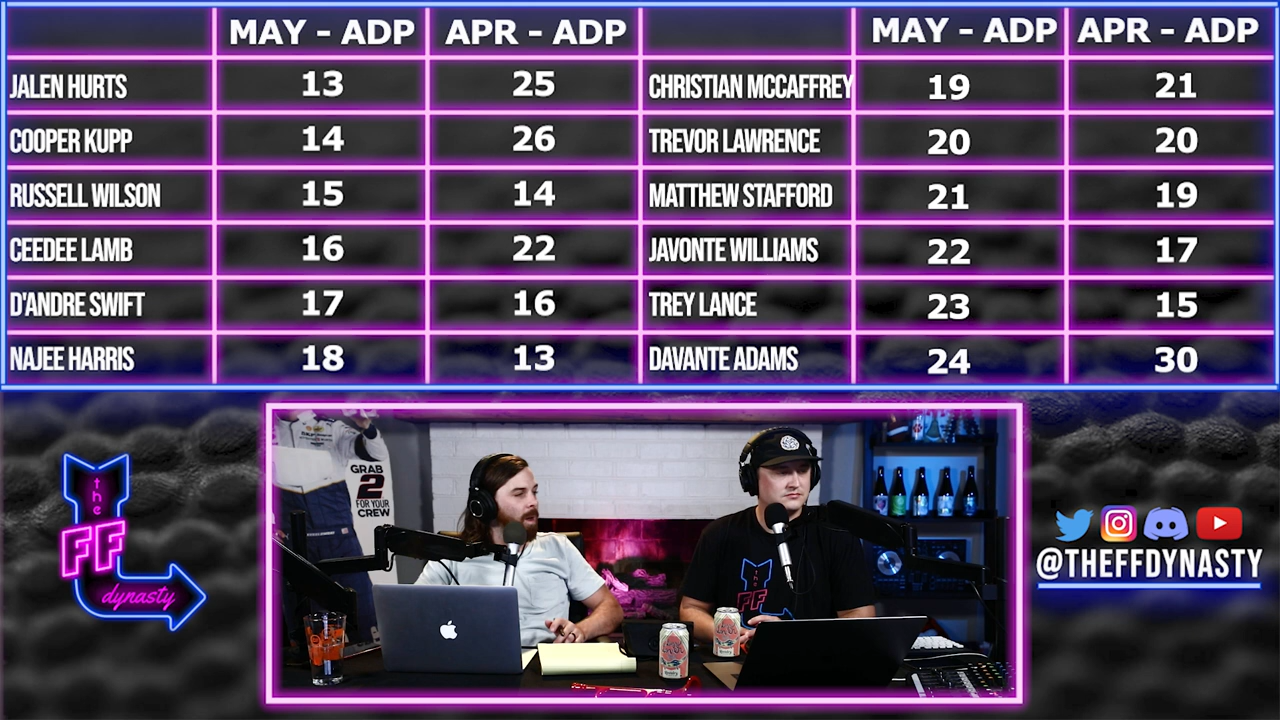 MAY - ADP APR - ADP MAY - ADP APR - ADP
JALEN HURTS 13 25 CHRISTIAN MCCAFFREY 19 21
COOPER KUPP 14 26 TREVOR LAWRENCE 20 20
RUSSELL WILSON 15 14 MATTHEW STAFFORD 21 19
CEEDEE LAMB 16 22 JAVONTE WILLIAMS 22 17
D'ANDRE SWIFT 17 16 TREY LANCE 23 15
NAJEE HARRIS 18 13 DAVANTE ADAMS 24 30
the
FF
dynasty
GRAB
2
FOR YOUR
CREW
the
FF
@THEFFDYNASTY